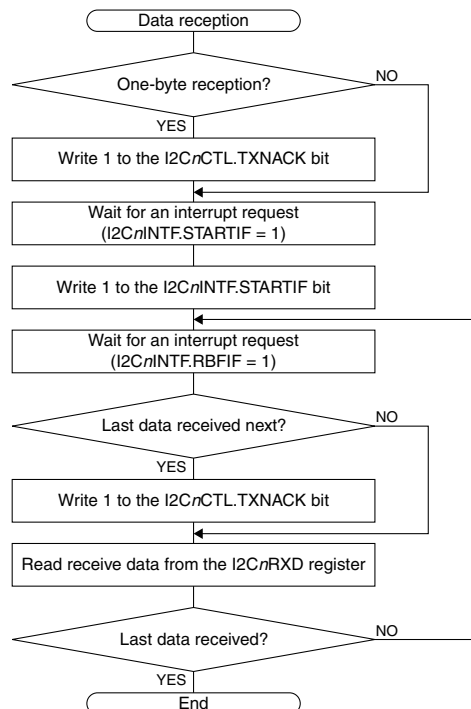 Data reception
One-byte reception?
NO
YES
Write 1 to the I2CnCTL.TXNACK bit
Wait for an interrupt request
(I2CnINTF.STARTIF = 1)
Write 1 to the I2CnINTF.STARTIF bit
Wait for an interrupt request
(I2CnINTF.RBFIF = 1)
Last data received next?
NO
YES
Write 1 to the I2CnCTL.TXNACK bit
Read receive data from the I2CnRXD register
Last data received?
NO
YES
End